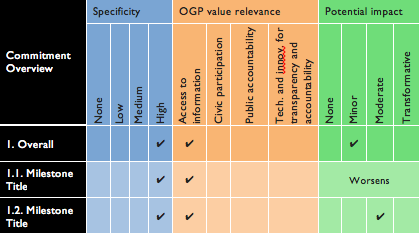 Specificity
OGP value relevance
Potential impact
Commitment
Overview
None
Low
Medium
High
Access to
information
Civic participation
Public accountability
Tech. and innov. for
transparency and
accountability
None
Minor
Moderate
Transformative
1. Overall
✔ ✔ ✔
1.1. Milestone
Title
✔ ✔ Worsens
1.2. Milestone
Title
✔ ✔ ✔